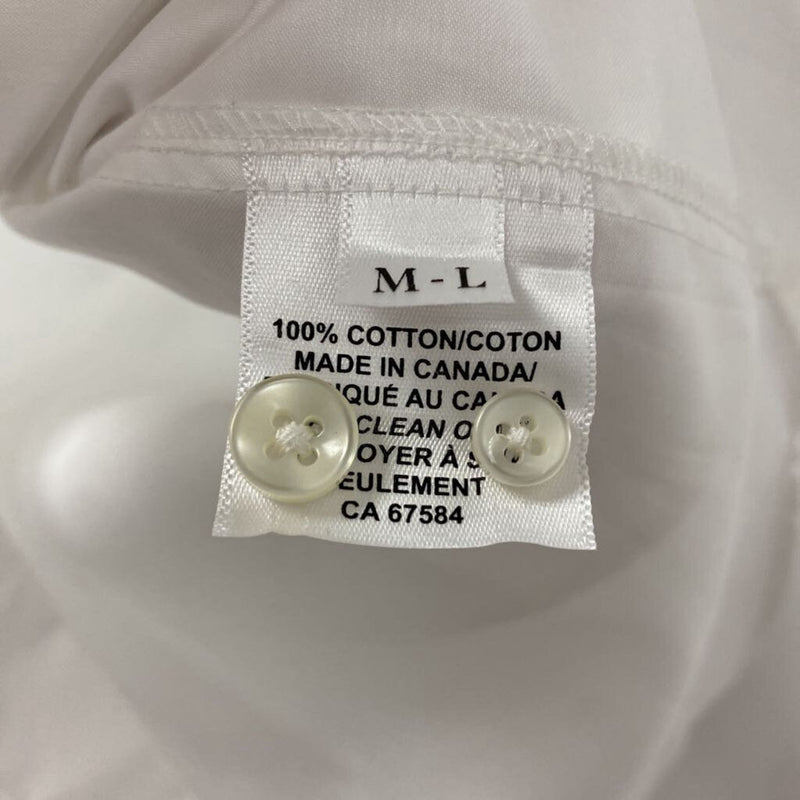 M - L
100% COTTON/COTON
MADE IN CANADA/
AU
CLEAN
À
CA 67584